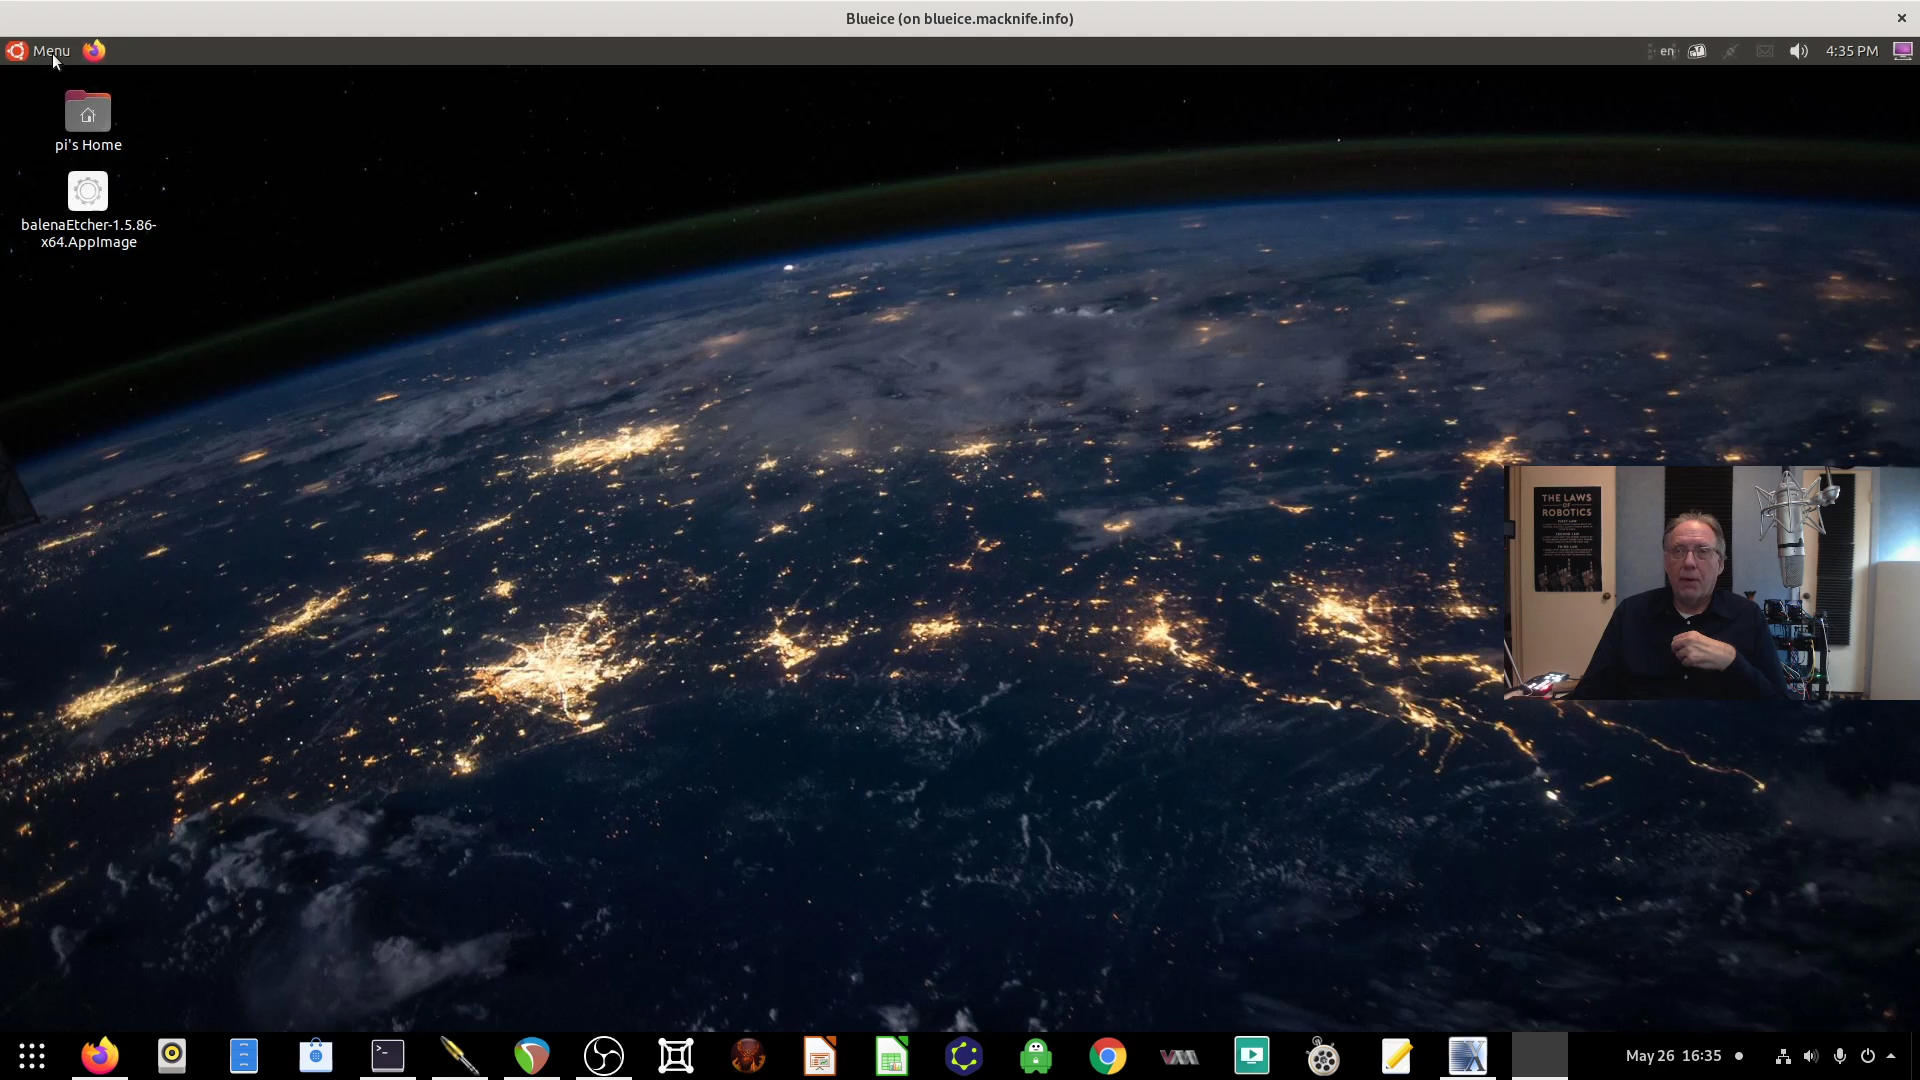 Blueice (on blueice.macknife.info)
Menu
en
4:35 PM
pi's Home
balenaEtcher-1.5.86-
x64.AppImage
THE LAWS
OF
ROBOTICS
May 26 16:35